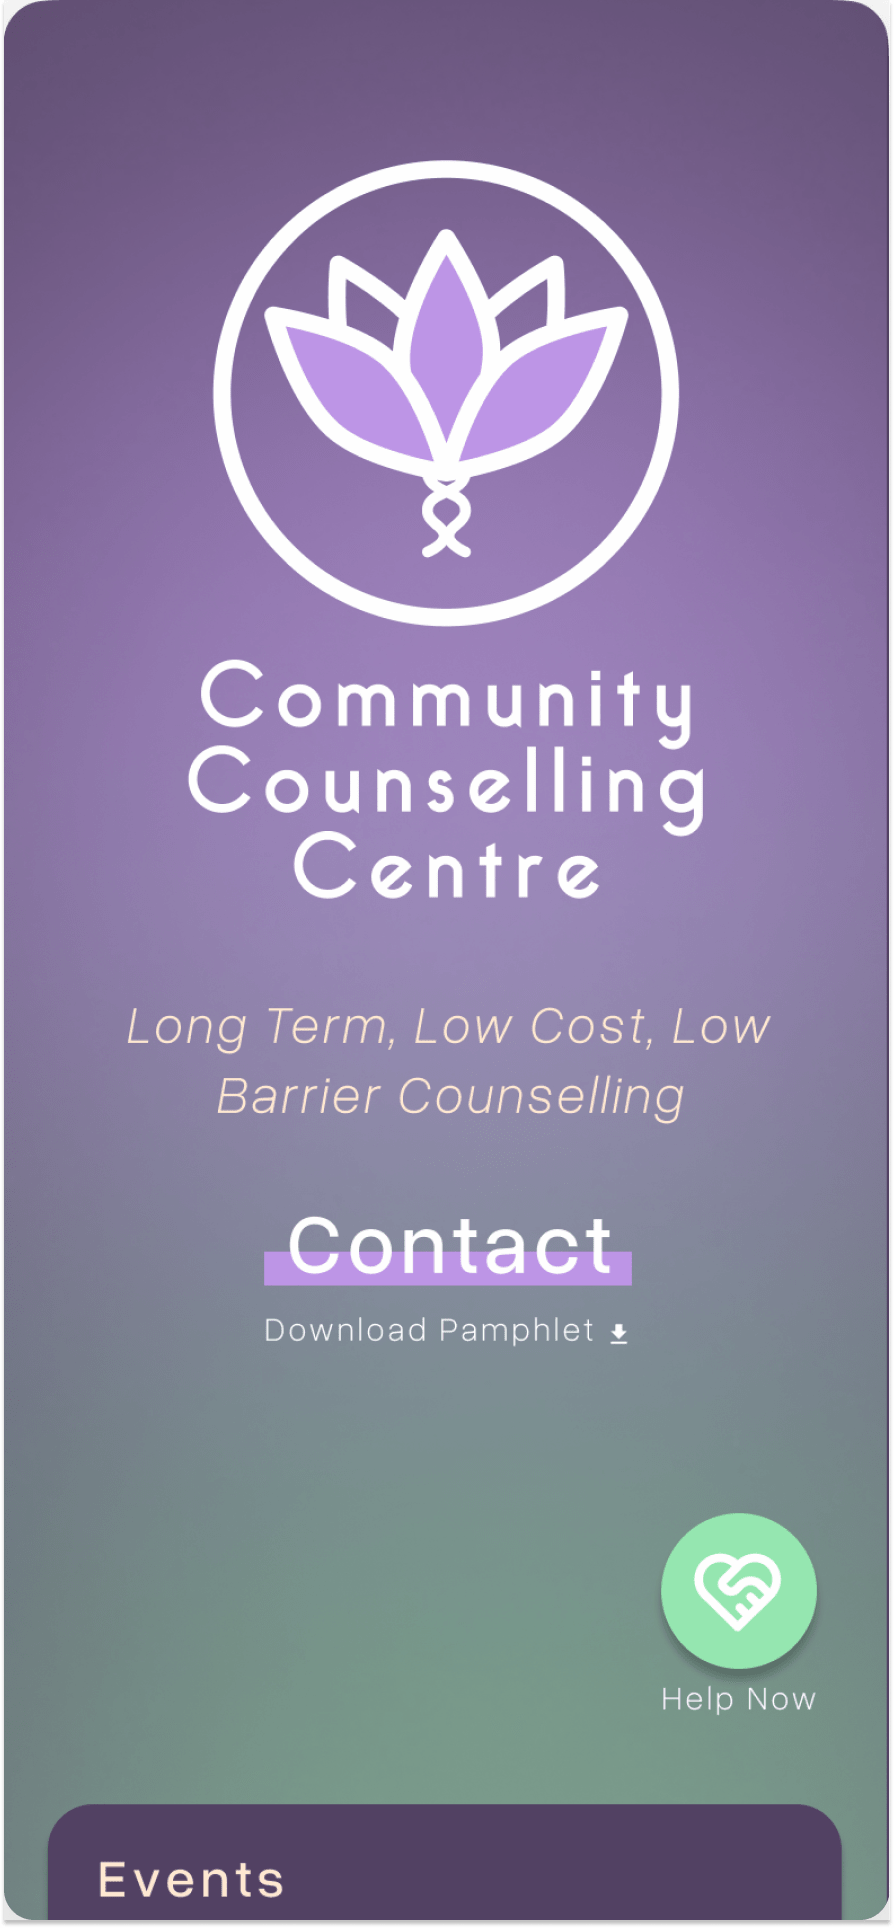 Community
Counselling
Centre
Long Term, Low Cost, Low
Barrier Counselling
Contact
Download Pamphlet
Help Now
Events